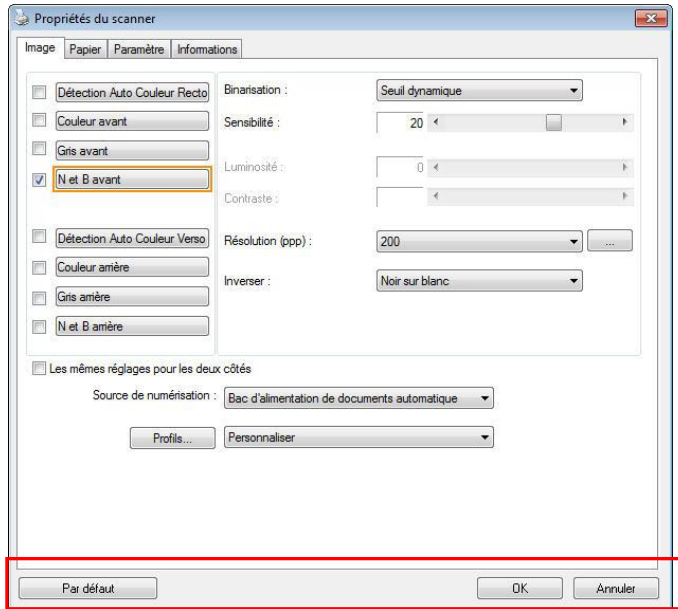 Propriétés du scanner
Image Papier Paramètre Informations
Détection Auto Couleur Recto
Couleur avant
Gris avant
N et B avant
Détection Auto Couleur Verso
Couleur arrière
Gris arrière
N et B arrière
Binarisation : Seuil dynamique
Sensibilité : 20
Luminosité : 0
Contraste :
Résolution (ppp) : 200 ...
Inverser : Noir sur blanc
Les mêmes réglages pour les deux côtés
Source de numérisation : Bac d'alimentation de documents automatique
Profils... Personnaliser
Par défaut OK Annuler